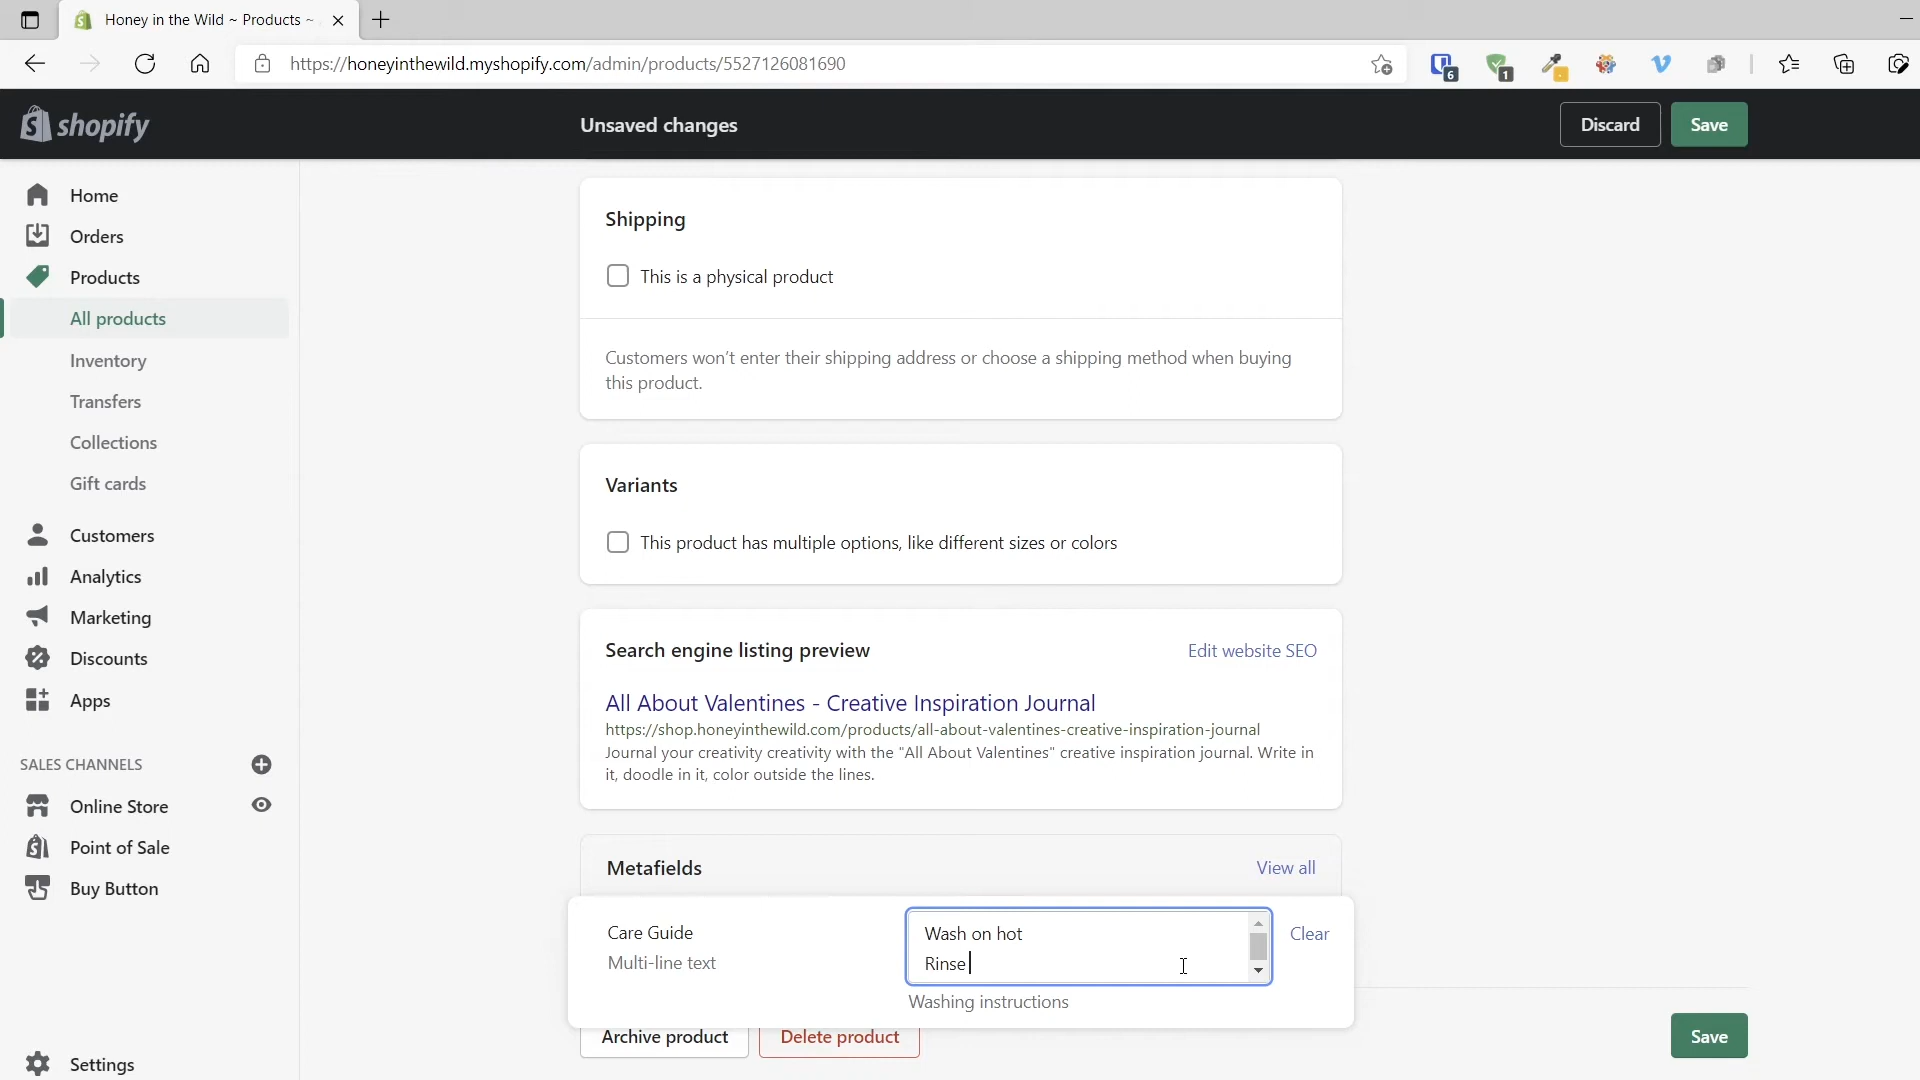 Honey in the Wild ~ Products ~
https://honeyinthewild.myshopify.com/admin/products/5527126081690
6
1
shopify
Unsaved changes
Discard
Save
Home
Orders
Products
All products
Inventory
Transfers
Collections
Gift cards
Customers
Analytics
Marketing
Discounts
Apps
SALES CHANNELS
Online Store
Point of Sale
Buy Button
Settings
Shipping
This is a physical product
Customers won't enter their shipping address or choose a shipping method when buying
this product.
Variants
This product has multiple options, like different sizes or colors
Search engine listing preview
Edit website SEO
All About Valentines - Creative Inspiration Journal
https://shop.honeyinthewild.com/products/all-about-valentines-creative-inspiration-journal
Journal your creativity creativity with the "All About Valentines" creative inspiration journal. Write in
it, doodle in it, color outside the lines.
Metafields
View all
Care Guide
Multi-line text
Wash on hot
Rinse
Clear
Washing instructions
Archive product
Delete product
Save